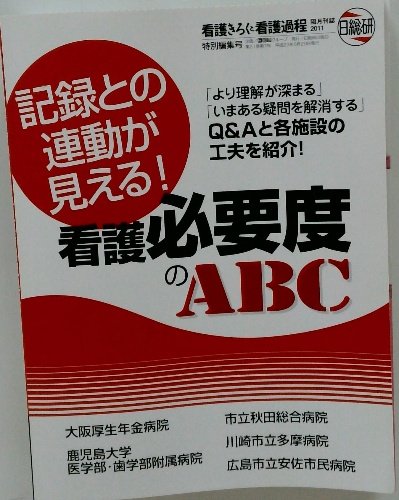 看護きろくと看護過程 隔月刊誌 2011
特別編集号
日総研
記録との
連動が
見える!
「より理解が深まる」
「いまある疑問を解消する」
Q&Aと各施設の
工夫を紹介!
看護必要度
のABC
大阪厚生年金病院
鹿児島大学
医学部・歯学部附属病院
市立秋田総合病院
川崎市立多摩病院
広島市立安佐市民病院